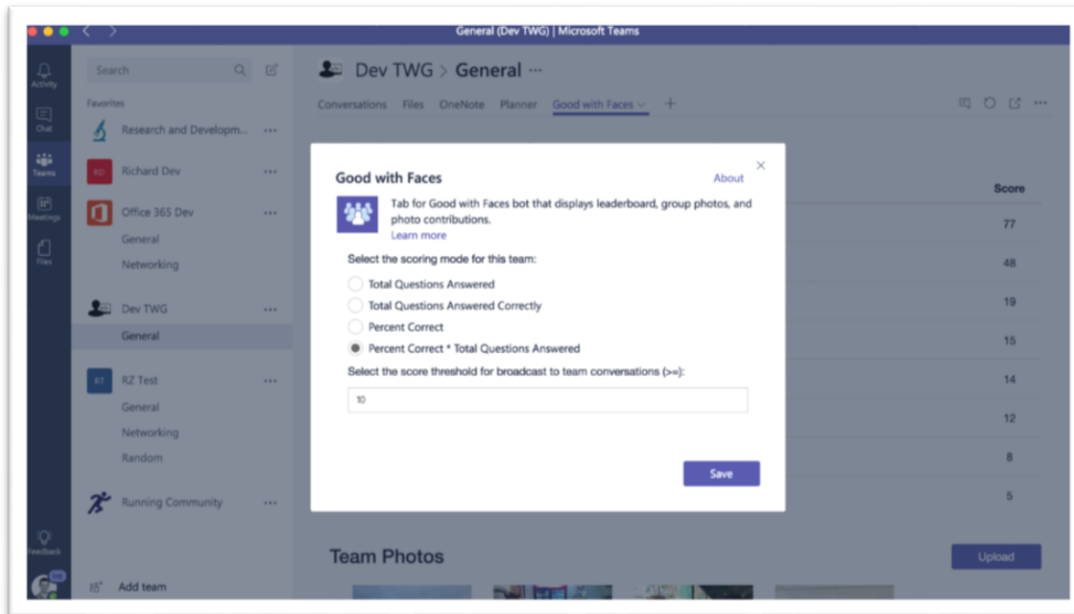 General (Dev TWG) | Microsoft Teams
Activity
Chat
Teams
Meetings
Files
Feedback
Search
Favorites
Research and Developm... ...
KD Richard Dev ...
Office 365 Dev ...
General
Networking
Dev TWG ...
General
KT RZ Test ...
General
Networking
Random
Running Community ...
Add team
Dev TWG > General ...
Conversations Files OneNote Planner Good with Faces +
Good with Faces
About
Tab for Good with Faces bot that displays leaderboard, group photos, and
photo contributions.
Learn more
Select the scoring mode for this team:
Total Questions Answered
Total Questions Answered Correctly
Percent Correct
Percent Correct * Total Questions Answered
Select the score threshold for broadcast to team conversations (>=):
10
Save
Score
77
48
19
15
14
12
8
5
Team Photos
Upload